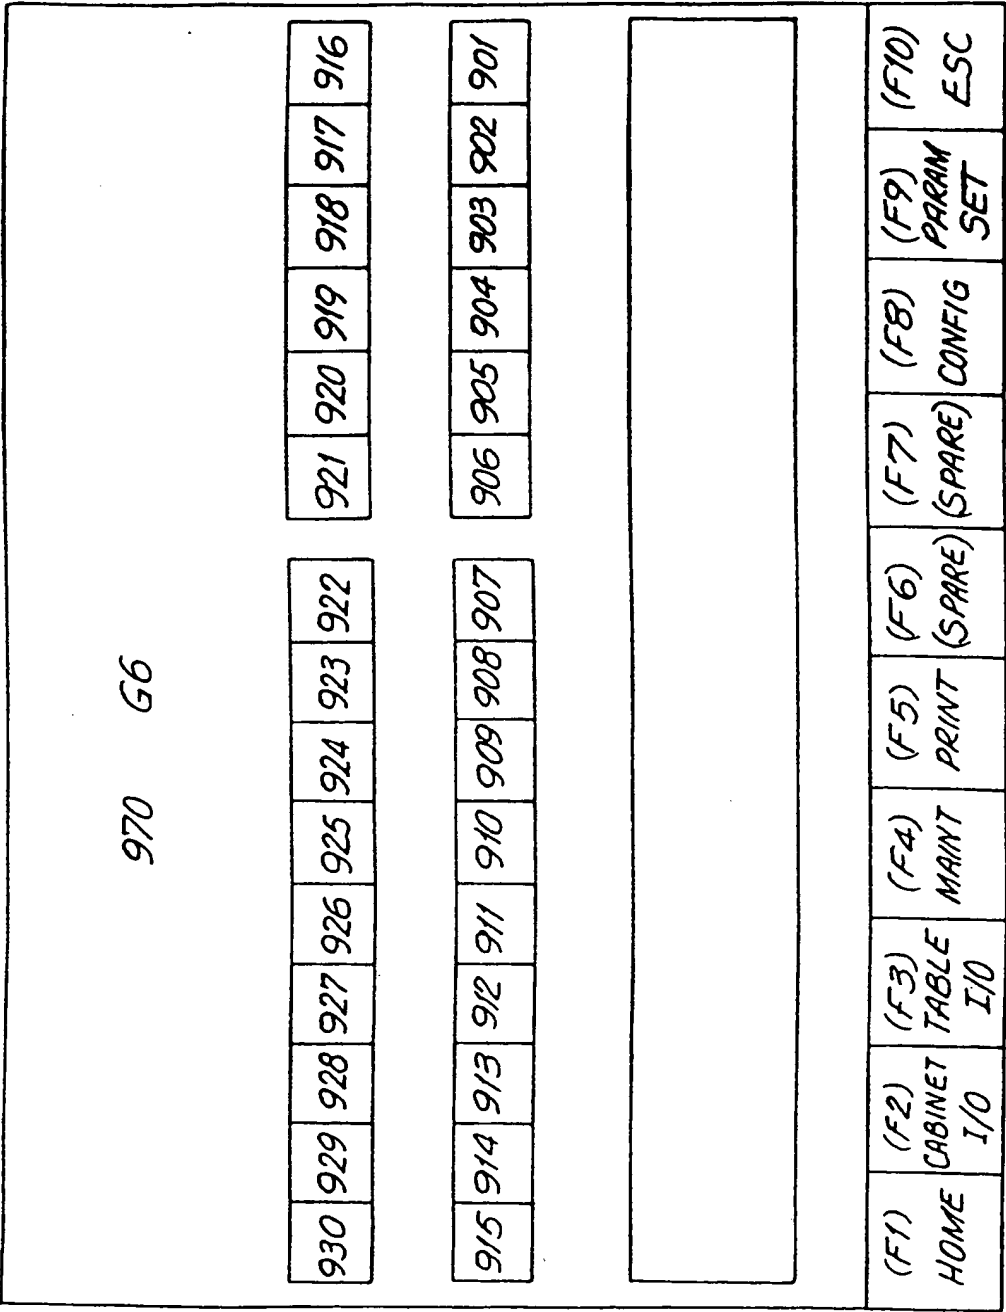 970 G6
930 929 928 927 926 925 924 923 922 921 920 919 918 917 916
915 914 913 912 911 910 909 908 907 906 905 904 903 902 901
(F1) (F2) (F3) (F4) (F5) (F6) (F7) (F8) (F9) (F10)
HOME CABINET TABLE MAINT PRINT (SPARE) (SPARE) CONFIG PARAM ESC
I/O I/O SET